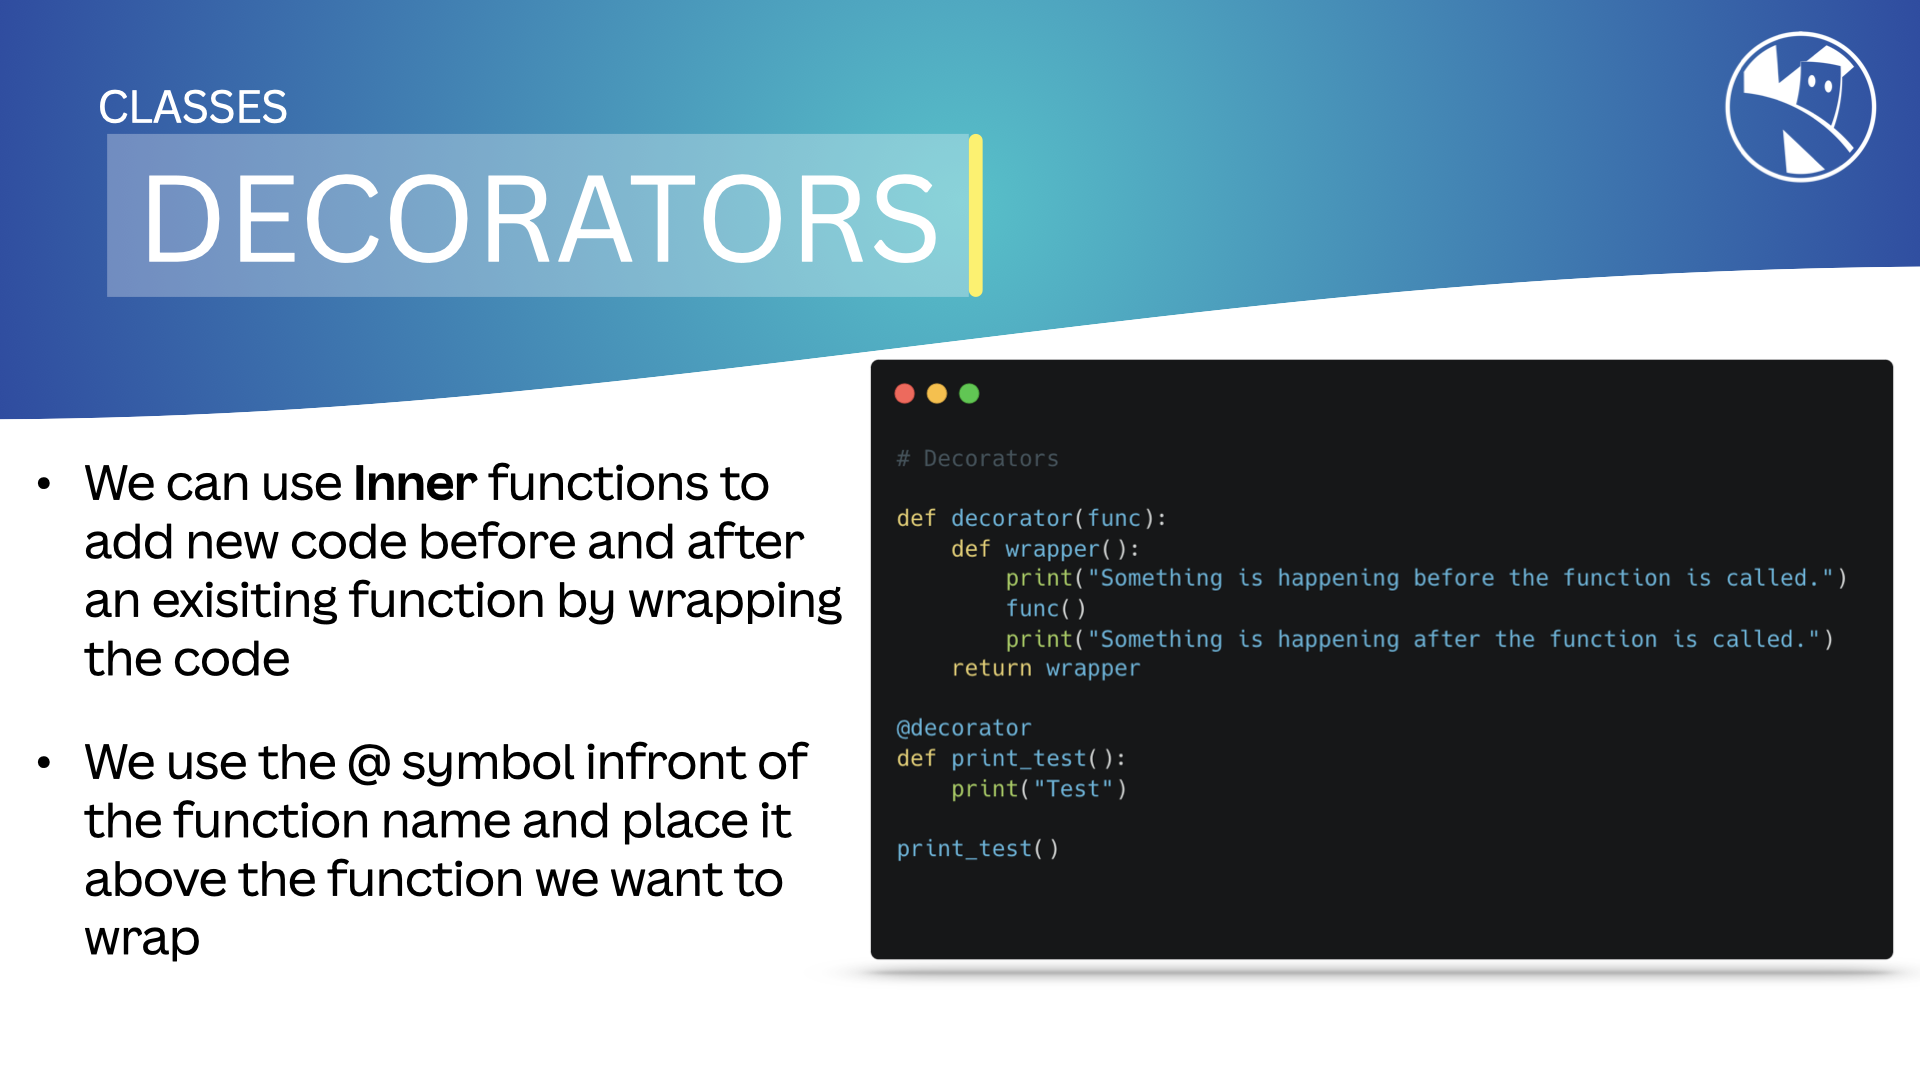 CLASSES
DECORATORS
• We can use Inner functions to
add new code before and after
an exisiting function by wrapping
the code
• We use the @ symbol infront of
the function name and place it
above the function we want to
wrap
# Decorators
def decorator(func):
    def wrapper():
        print("Something is happening before the function is called.")
        func()
        print("Something is happening after the function is called.")
    return wrapper
@decorator
def print_test():
    print("Test")
print_test()